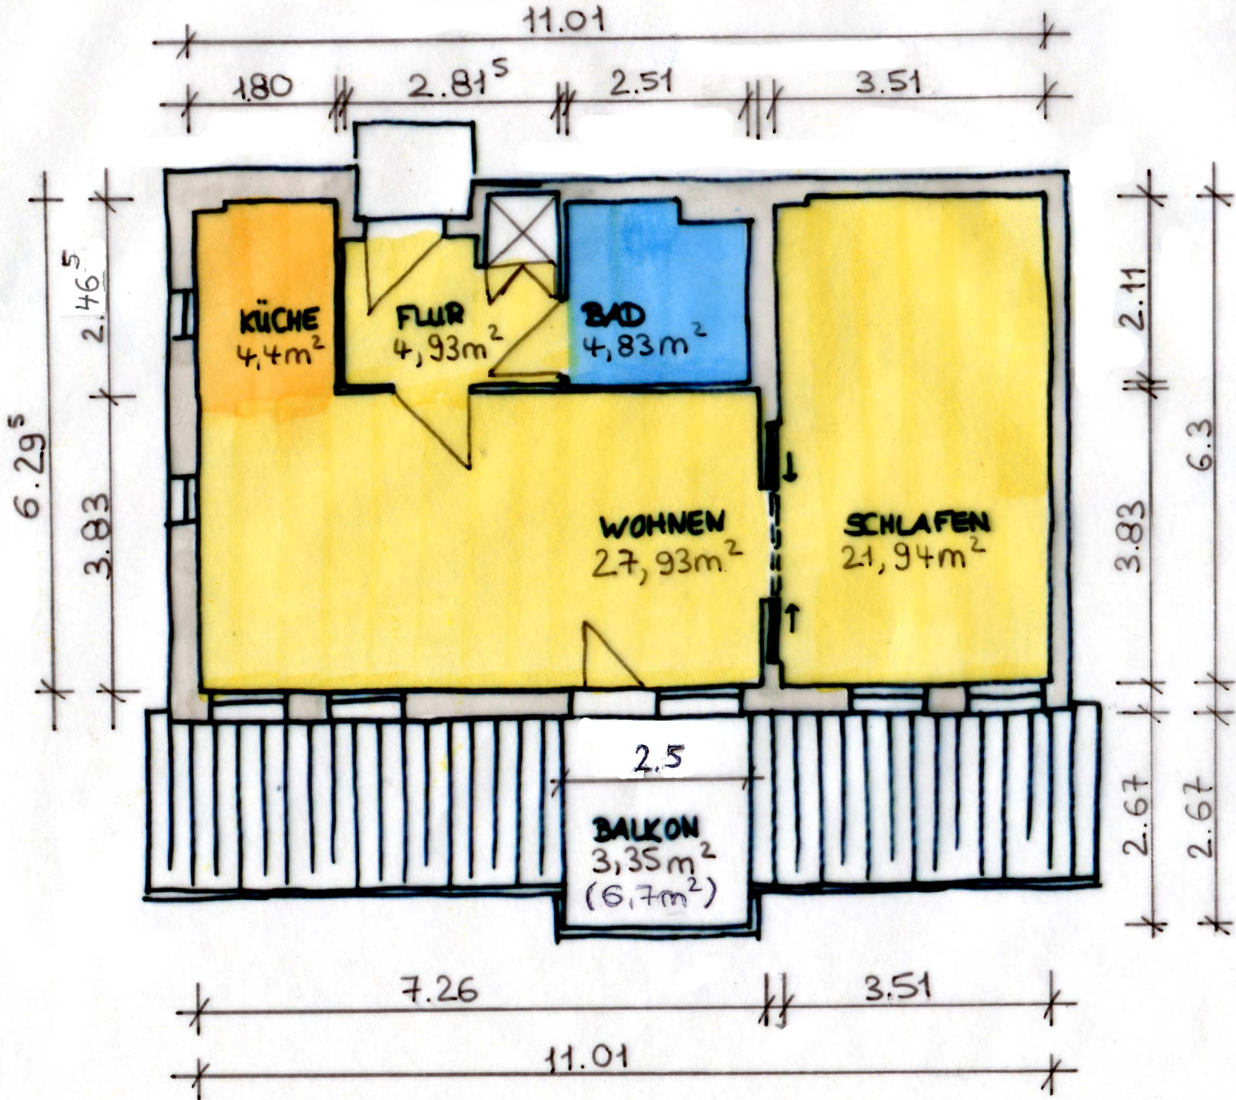 11.01
180 2.81⁵ 2.51 3.51
KÜCHE
4,4m²
FLUR
4,93m²
BAD
4,83m²
WOHNEN
27,93m²
SCHLAFEN
21,94m²
2.5
BALKON
3,35m²
(6,7m²)
2.46⁵
3.83
6.29⁵
2.11
3.83
2.67
6.3
2.67
7.26 3.51
11.01